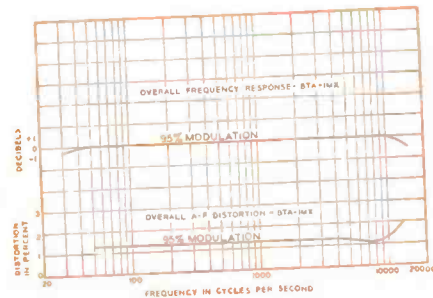 OVERALL FREQUENCY RESPONSE - BTA-1MX
95% MODULATION
DECIBELS
+1
0
-1
OVERALL A-F DISTORTION - BTA-1MX
95% MODULATION
DISTORTION
IN PERCENT
3
2
1
0
20
100
1000
10000
20000
FREQUENCY IN CYCLES PER SECOND